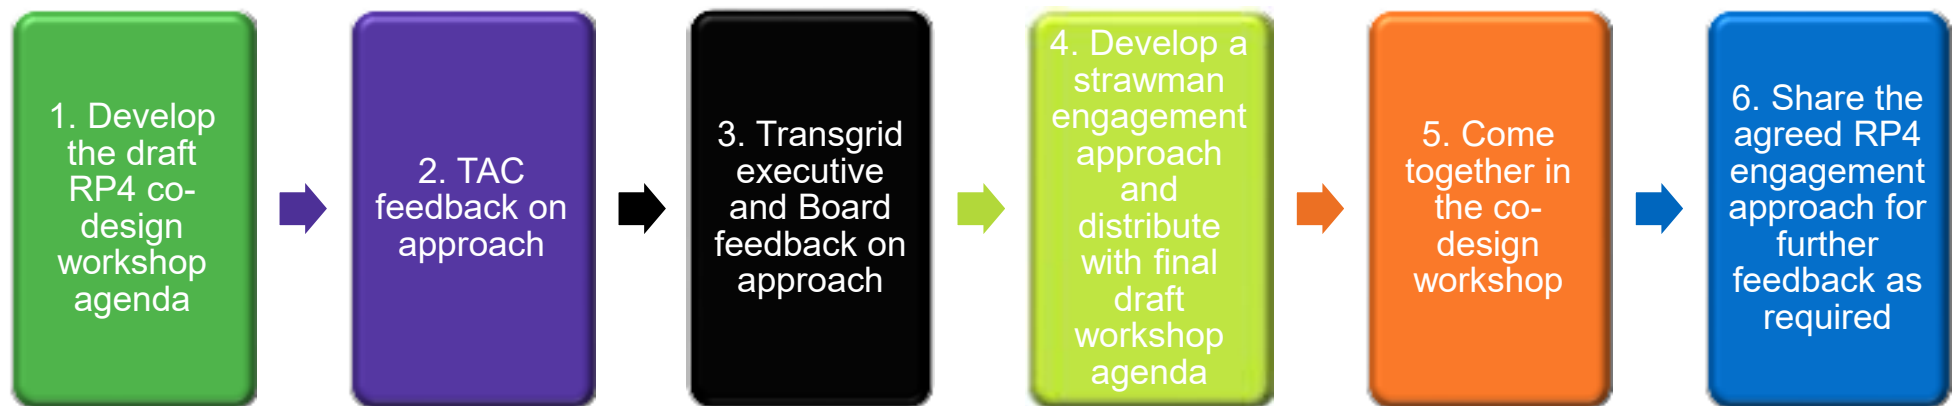 1. Develop
the draft
RP4 co-
design
workshop
agenda
2. TAC
feedback on
approach
3. Transgrid
executive
and Board
feedback on
approach
4. Develop a
strawman
engagement
approach
and
distribute
with final
draft
workshop
agenda
5. Come
together in
the co-
design
workshop
6. Share the
agreed RP4
engagement
approach for
further
feedback as
required